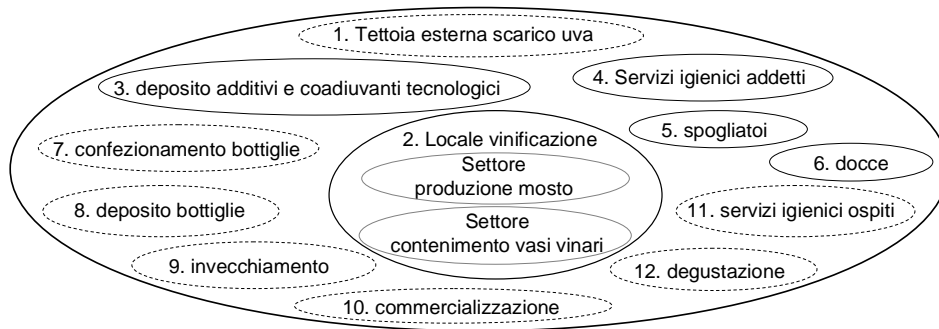 1. Tettoia esterna scarico uva
3. deposito additivi e coadiuvanti tecnologici
4. Servizi igienici addetti
5. spogliatoi
2. Locale vinificazione
7. confezionamento bottiglie
Settore
produzione mosto
6. docce
8. deposito bottiglie
11. servizi igienici ospiti
Settore
contenimento vasi vinari
9. invecchiamento
12. degustazione
10. commercializzazione